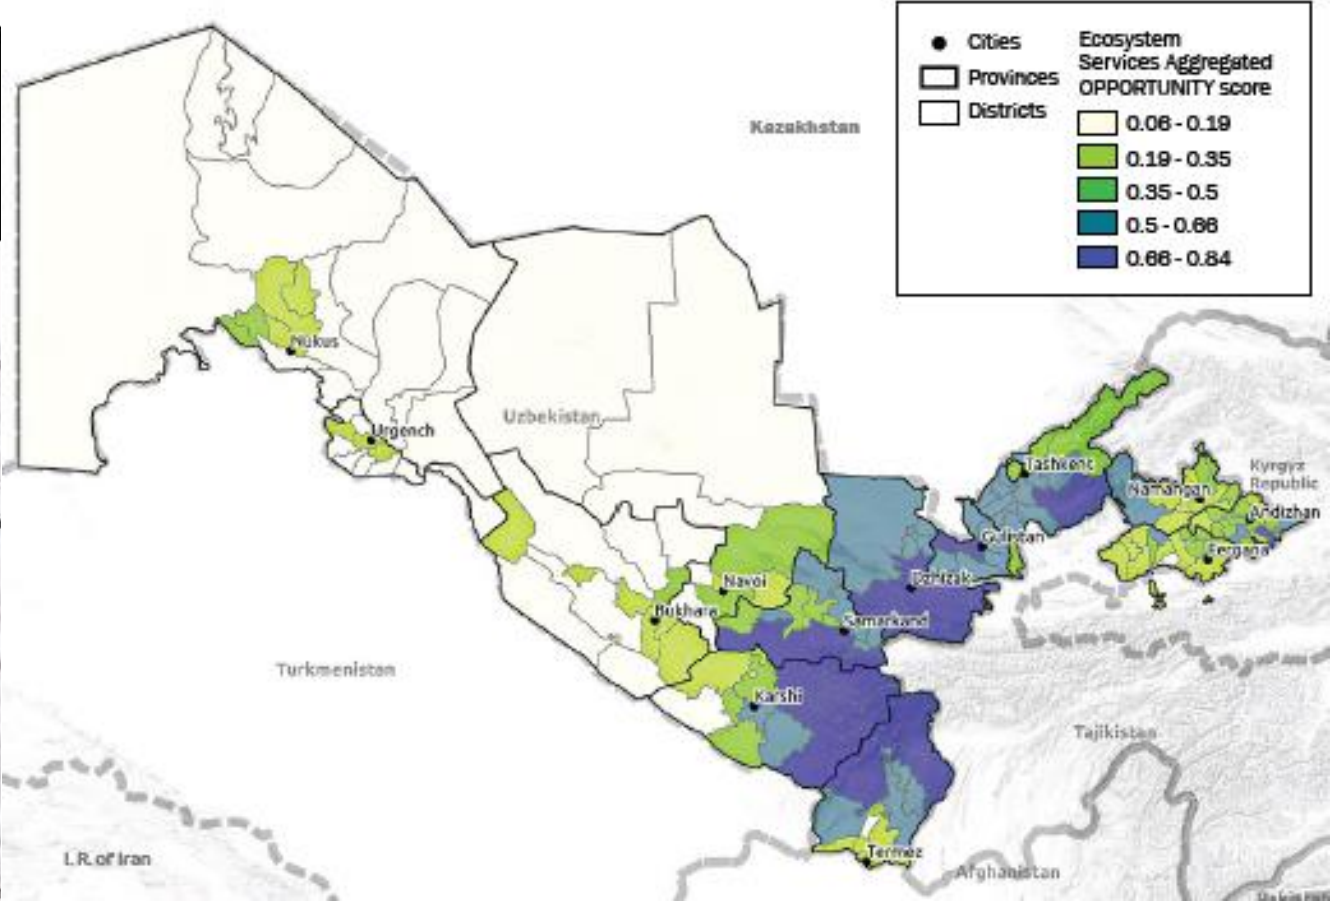 Cities
Provinces
Districts
Ecosystem
Services Aggregated
OPPORTUNITY score
0.06 - 0.19
0.19 - 0.35
0.35 - 0.5
0.5 - 0.66
0.66 - 0.84
Kazakhstan
Nukus
Uzbekistan
Urgench
Tashkent
Kyrgyz
Republic
Namangan
Andizhan
Gulistan
Fergana
Navoi
Dzhizak
Bukhara
Samarkand
Turkmenistan
Karshi
Tajikistan
Termez
I.R. of Iran
Afghanistan